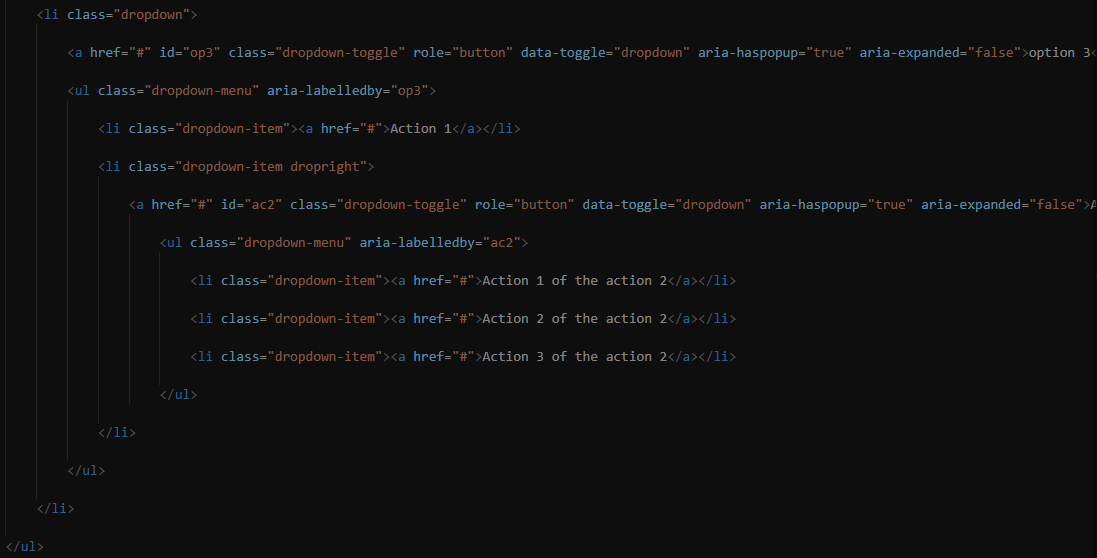 <li class="dropdown">
<a href="#" id="op3" class="dropdown-toggle" role="button" data-toggle="dropdown" aria-haspopup="true" aria-expanded="false">option 3<
<ul class="dropdown-menu" aria-labelledby="op3">
<li class="dropdown-item"><a href="#">Action 1</a></li>
<li class="dropdown-item dropright">
<a href="#" id="ac2" class="dropdown-toggle" role="button" data-toggle="dropdown" aria-haspopup="true" aria-expanded="false">A
<ul class="dropdown-menu" aria-labelledby="ac2">
<li class="dropdown-item"><a href="#">Action 1 of the action 2</a></li>
<li class="dropdown-item"><a href="#">Action 2 of the action 2</a></li>
<li class="dropdown-item"><a href="#">Action 3 of the action 2</a></li>
</ul>
</li>
</ul>
</li>
</ul>